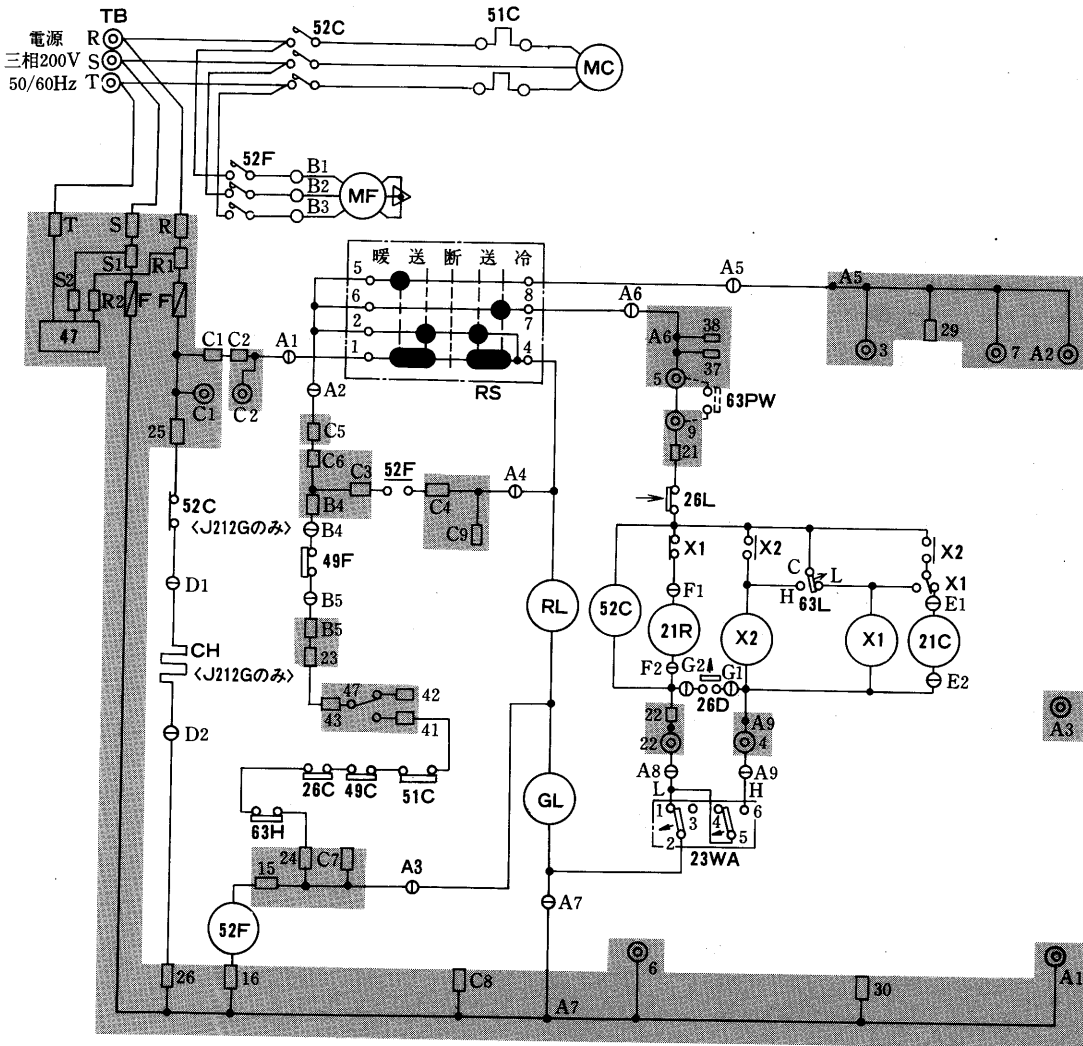 TB
電源 R
三相200V S
50/60Hz T
52C
51C
MC
52F
B1
B2
B3
MF
T
S
R
S1
R1
S2
R2
F
F
47
暖 送 断 送 冷
5
8
6
7
2
1
4
RS
A5
A5
A6
A6
38
37
3
29
7
A2
C1
C2
A1
C1
C2
A2
5
63PW
9
21
25
C5
C6
C3
52F
C4
A4
C9
B4
B4
26L
52C
〈J212Gのみ〉
49F
B5
B5
23
D1
X1
X2
C
L
H
63L
X2
X1
F1
E1
RL
52C
21R
X2
X1
21C
F2
G2
G1
26D
E2
CH
〈J212Gのみ〉
47
42
43
41
D2
22
22
A9
4
A3
26C
49C
51C
GL
A8
A9
L
H
1
3
4
6
2
5
23WA
63H
24
C7
15
A3
52F
A7
26
16
C8
A7
6
30
A1